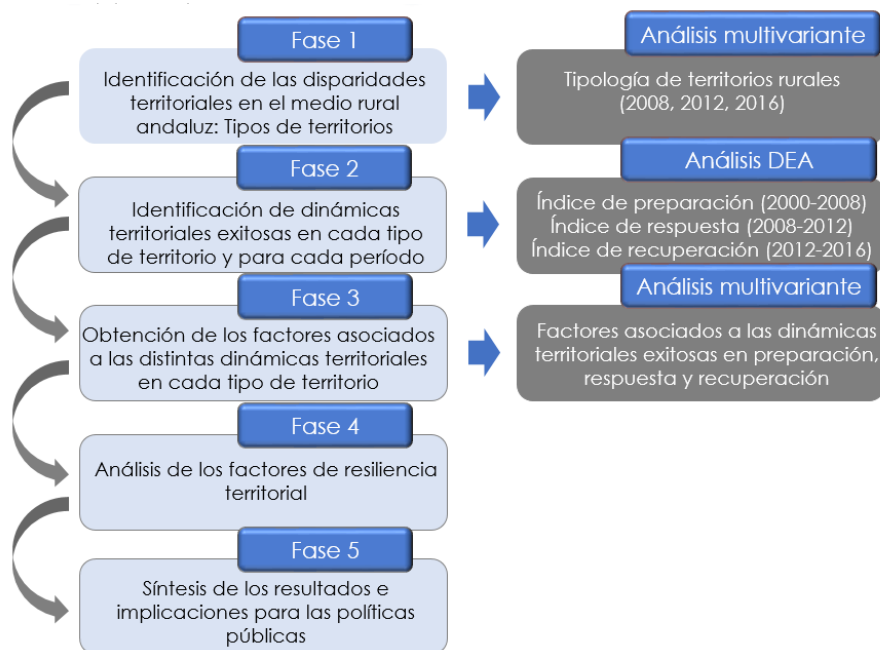 Fase 1
Identificación de las disparidades
territoriales en el medio rural
andaluz: Tipos de territorios
Análisis multivariante
Tipología de territorios rurales
(2008, 2012, 2016)
Fase 2
Identificación de dinámicas
territoriales exitosas en cada tipo
de territorio y para cada período
Análisis DEA
Índice de preparación (2000-2008)
Índice de respuesta (2008-2012)
Índice de recuperación (2012-2016)
Fase 3
Obtención de los factores asociados
a las distintas dinámicas territoriales
en cada tipo de territorio
Análisis multivariante
Factores asociados a las dinámicas
territoriales exitosas en preparación,
respuesta y recuperación
Fase 4
Análisis de los factores de resiliencia
territorial
Fase 5
Síntesis de los resultados e
implicaciones para las políticas
públicas